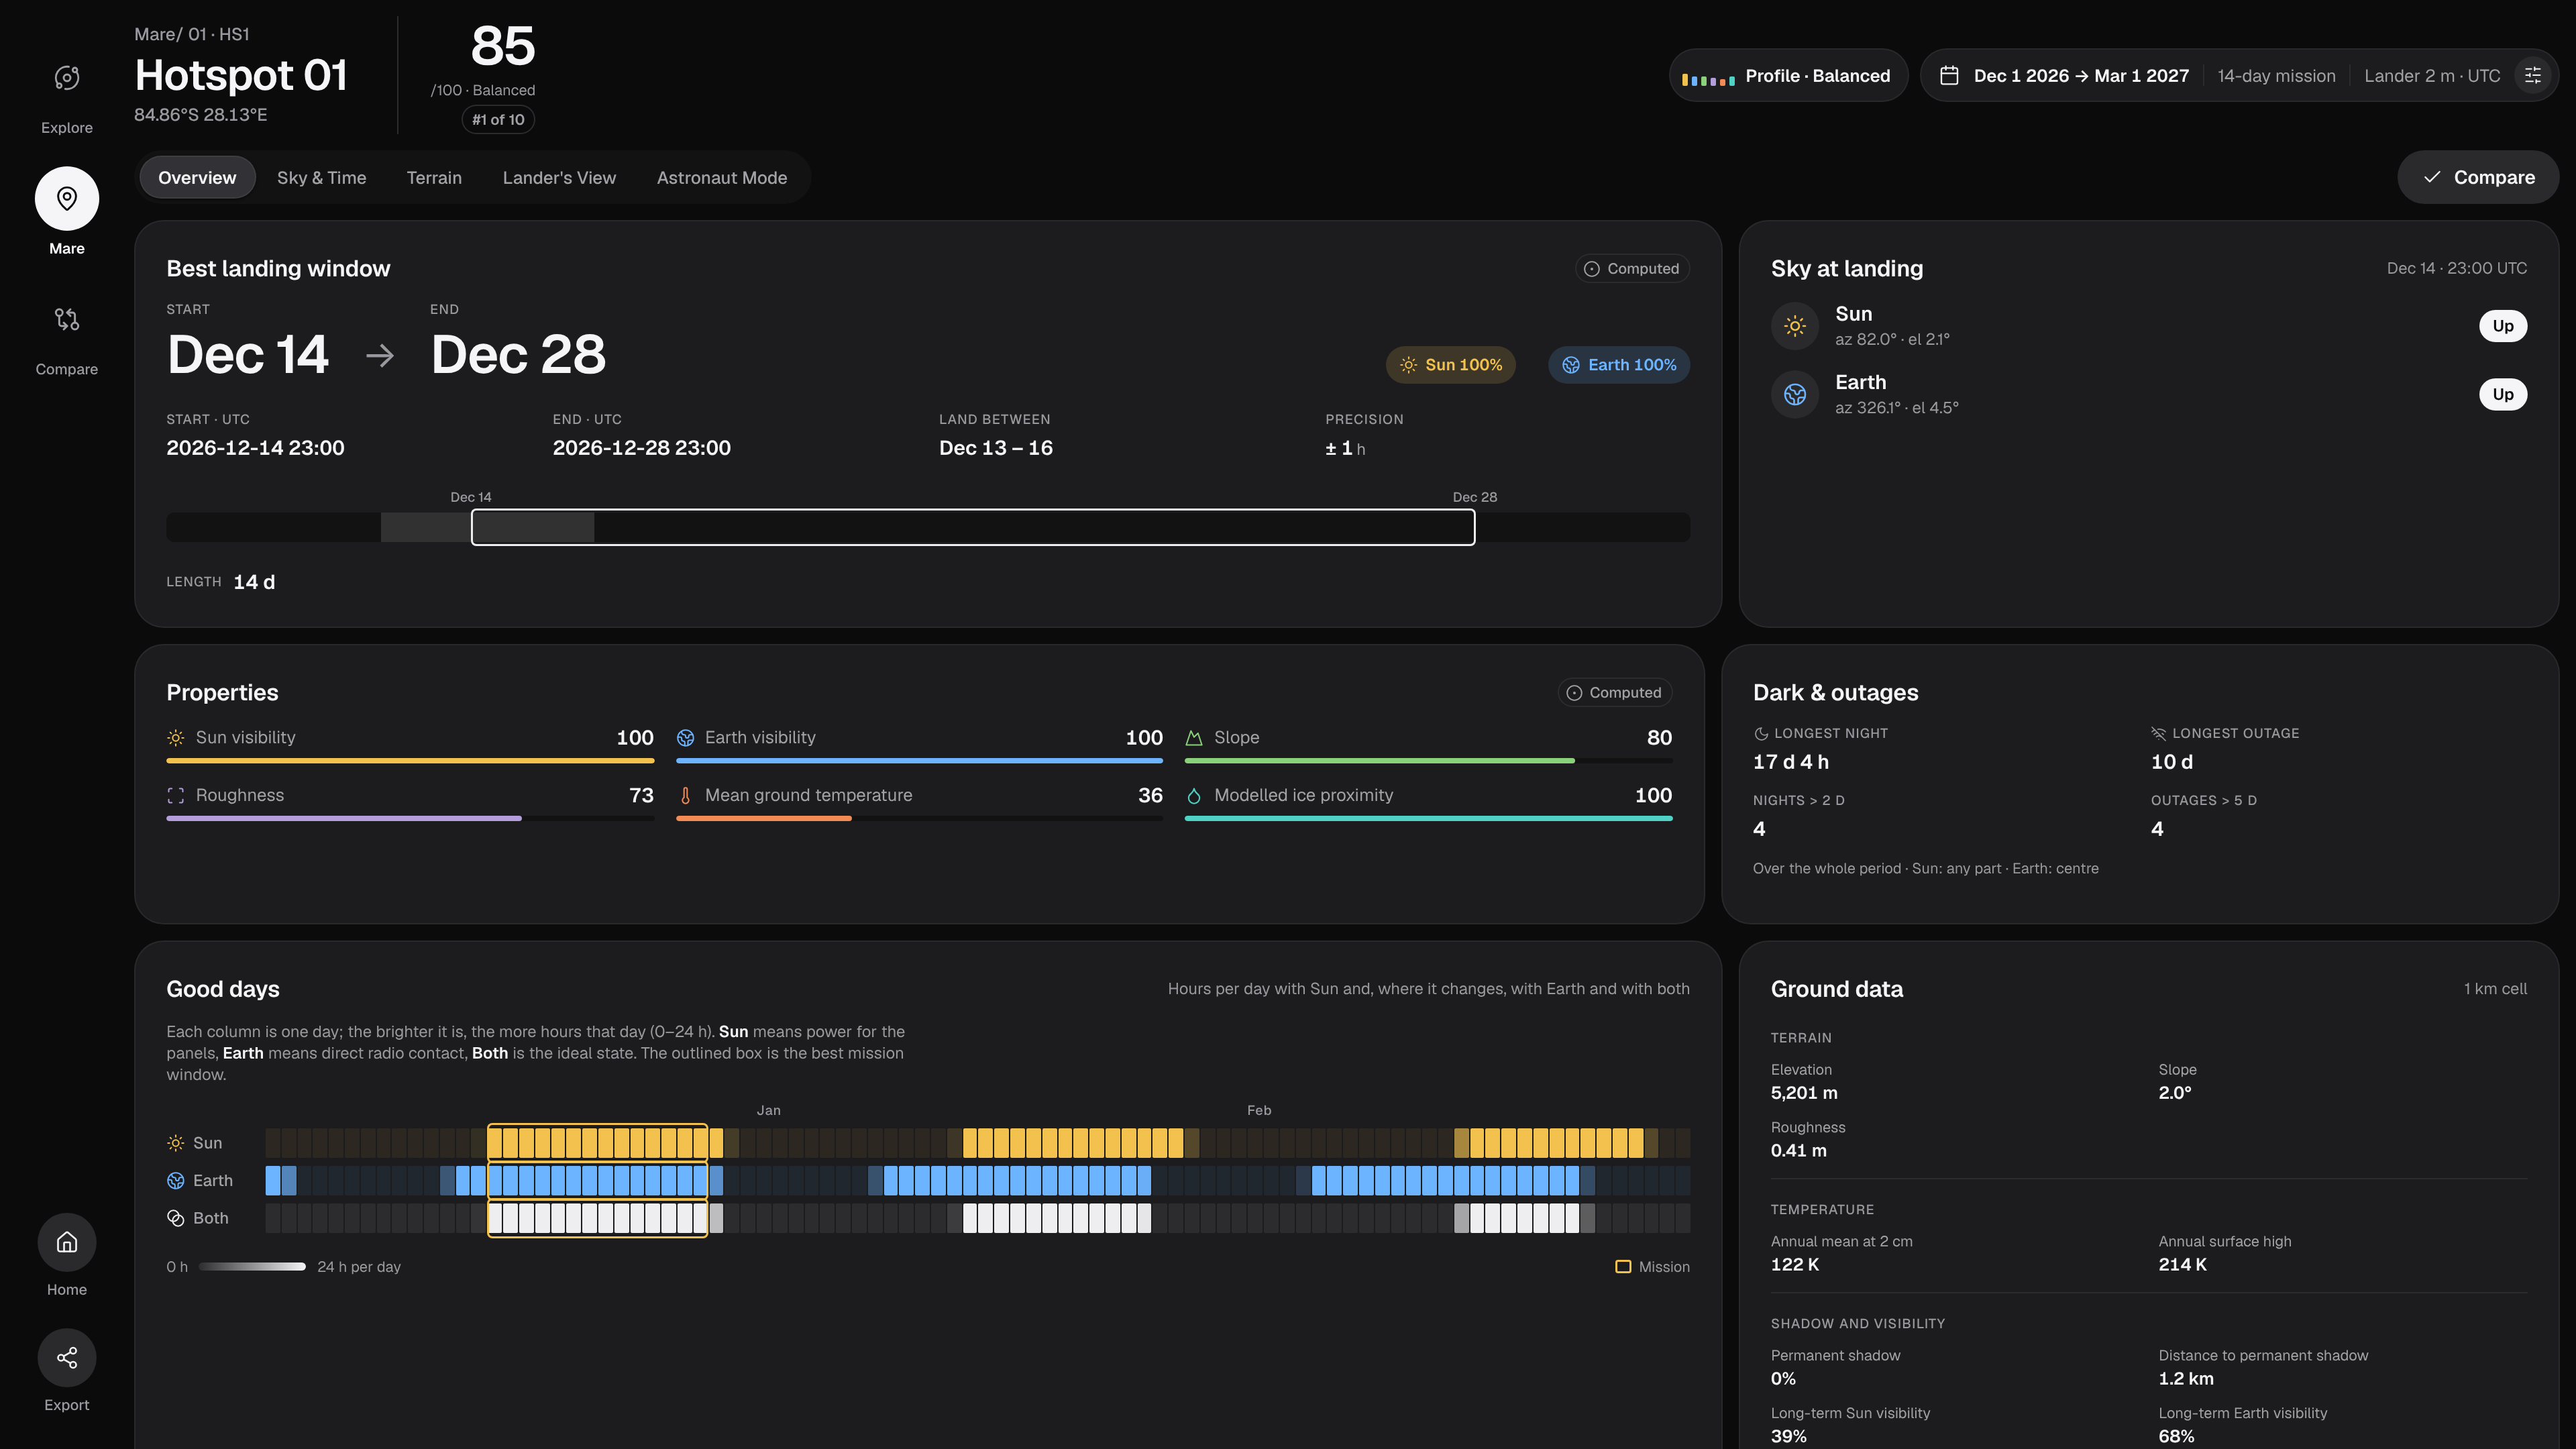 Mare/ 01 · HS1
Hotspot 01
84.86°S 28.13°E
85
/100 · Balanced
#1 of 10
Profile · Balanced
Dec 1 2026 → Mar 1 2027
14-day mission
Lander 2 m · UTC
Explore
Mare
Compare
Home
Export
Overview
Sky & Time
Terrain
Lander's View
Astronaut Mode
Compare
Best landing window
Computed
START
END
Dec 14 → Dec 28
Sun 100%
Earth 100%
START · UTC
2026-12-14 23:00
END · UTC
2026-12-28 23:00
LAND BETWEEN
Dec 13 – 16
PRECISION
± 1 h
Dec 14
Dec 28
LENGTH 14 d
Sky at landing
Dec 14 · 23:00 UTC
Sun
az 82.0° · el 2.1°
Up
Earth
az 326.1° · el 4.5°
Up
Properties
Computed
Sun visibility 100
Earth visibility 100
Slope 80
Roughness 73
Mean ground temperature 36
Modelled ice proximity 100
Dark & outages
LONGEST NIGHT
17 d 4 h
LONGEST OUTAGE
10 d
NIGHTS > 2 D
4
OUTAGES > 5 D
4
Over the whole period · Sun: any part · Earth: centre
Good days
Hours per day with Sun and, where it changes, with Earth and with both
Each column is one day; the brighter it is, the more hours that day (0–24 h). Sun means power for the
panels, Earth means direct radio contact, Both is the ideal state. The outlined box is the best mission
window.
Jan
Feb
Sun
Earth
Both
0 h
24 h per day
Mission
Ground data
1 km cell
TERRAIN
Elevation
5,201 m
Slope
2.0°
Roughness
0.41 m
TEMPERATURE
Annual mean at 2 cm
122 K
Annual surface high
214 K
SHADOW AND VISIBILITY
Permanent shadow
0%
Distance to permanent shadow
1.2 km
Long-term Sun visibility
39%
Long-term Earth visibility
68%